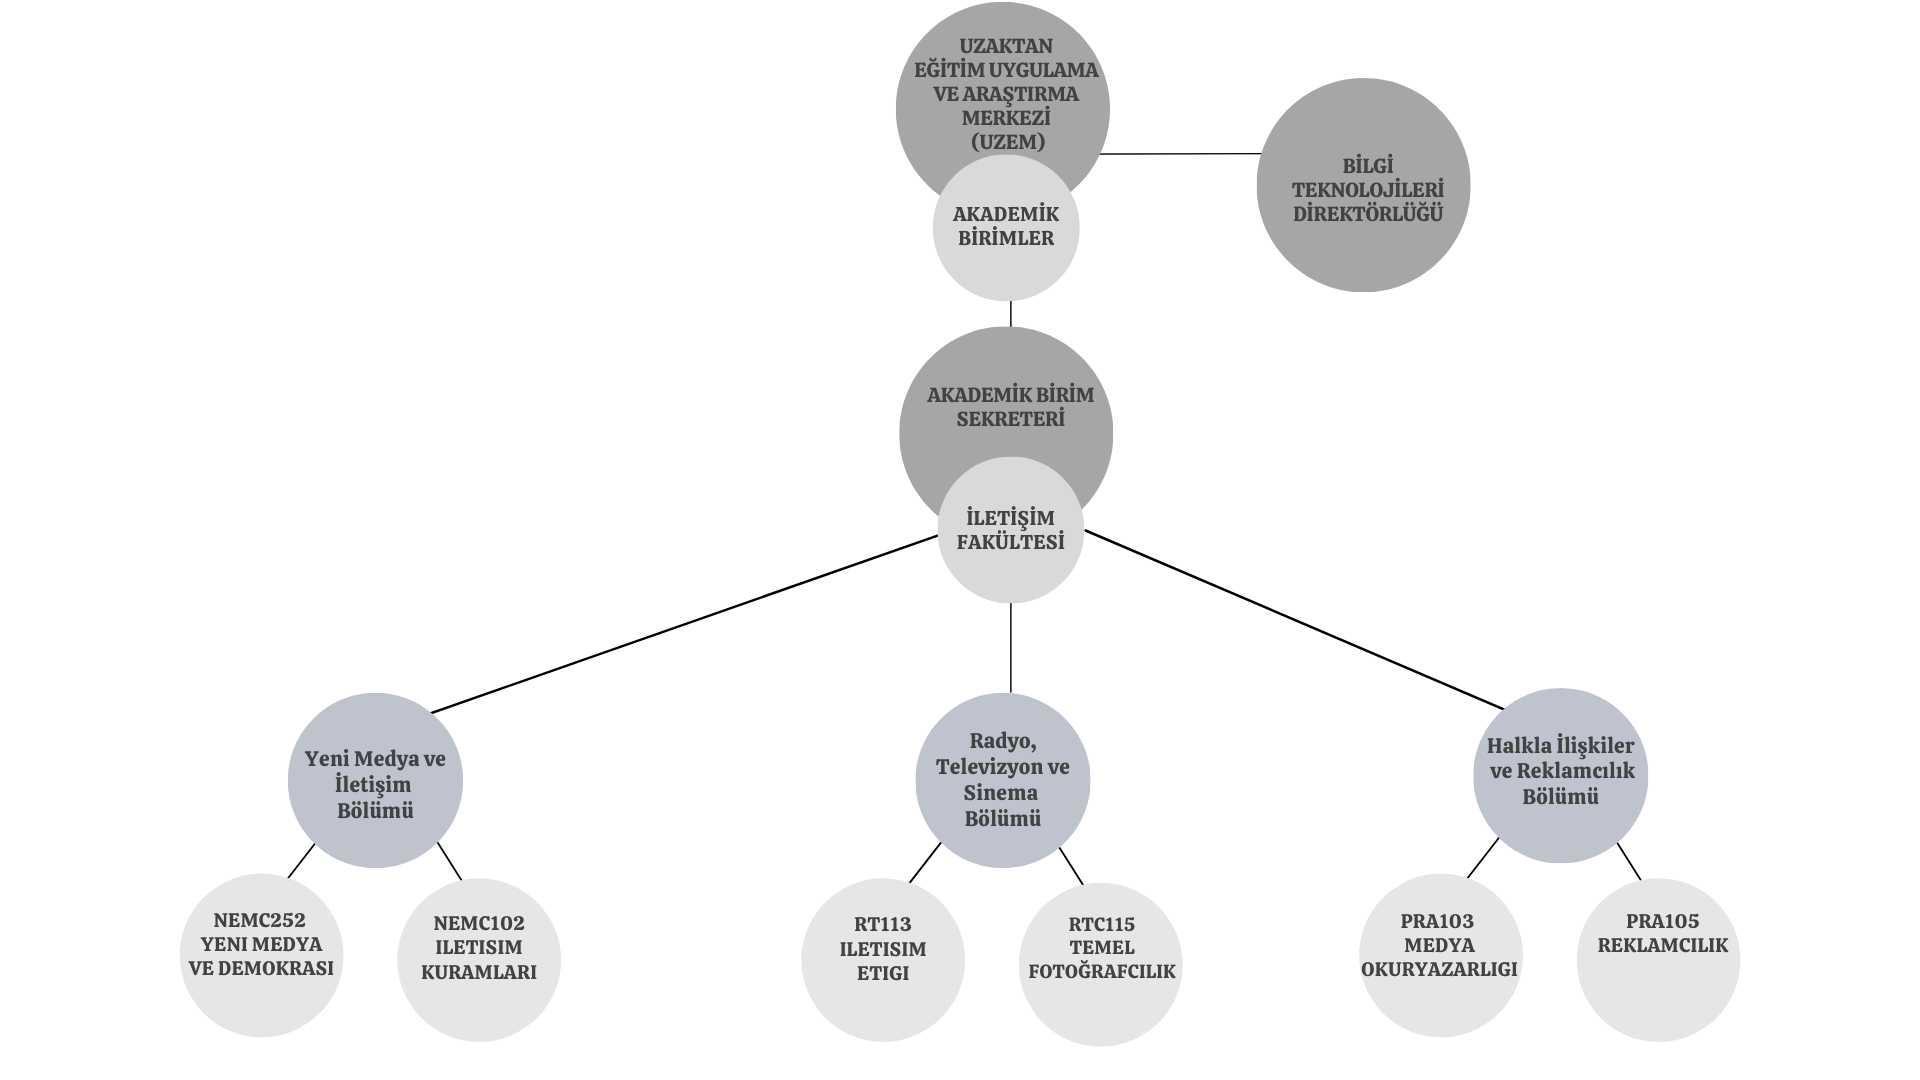 UZAKTAN
EĞİTİM UYGULAMA
VE ARAŞTIRMA
MERKEZİ
(UZEM)
BİLGİ
TEKNOLOJİLERİ
DİREKTÖRLÜĞÜ
AKADEMİK
BİRİMLER
AKADEMİK BİRİM
SEKRETERİ
İLETİŞİM
FAKÜLTESİ
Yeni Medya ve
İletişim
Bölümü
Radyo,
Televizyon ve
Sinema
Bölümü
Halkla İlişkiler
ve Reklamcılık
Bölümü
NEMC252
YENI MEDYA
VE DEMOKRASI
NEMC102
ILETISIM
KURAMLARI
RT113
ILETISIM
ETIGI
RTC115
TEMEL
FOTOĞRAFCILIK
PRA103
MEDYA
OKURYAZARLIGI
PRA105
REKLAMCILIK